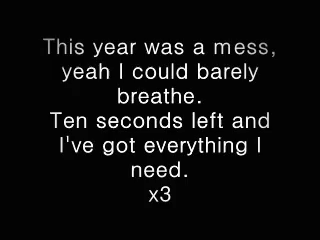 This year was a mess,
yeah I could barely
breathe.
Ten seconds left and
I've got everything I
need.
x3